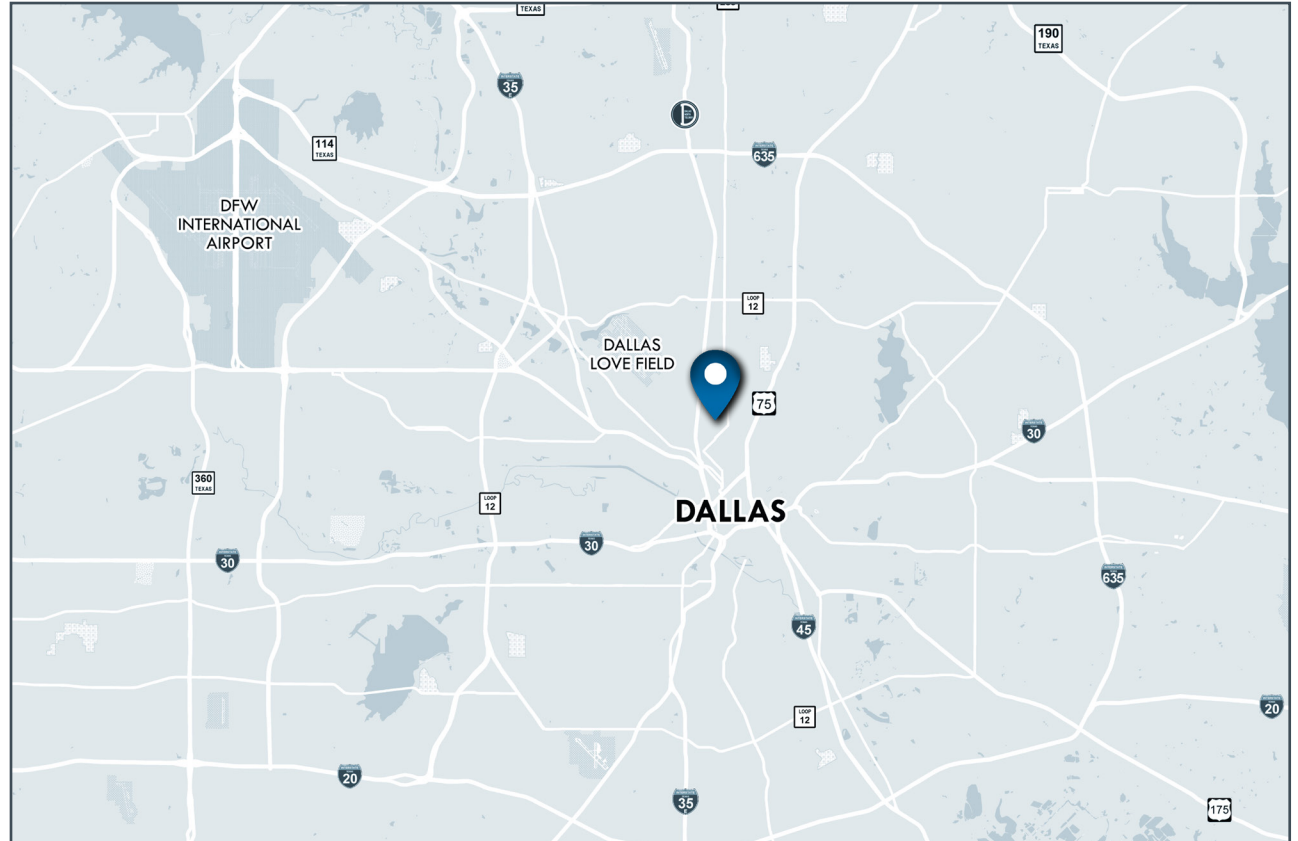 TEXAS
190
TEXAS
35
D
114
TEXAS
635
DFW
INTERNATIONAL
AIRPORT
LOOP
12
DALLAS
LOVE FIELD
75
30
360
TEXAS
LOOP
12
DALLAS
30
30
635
45
20
LOOP
12
20
35
175